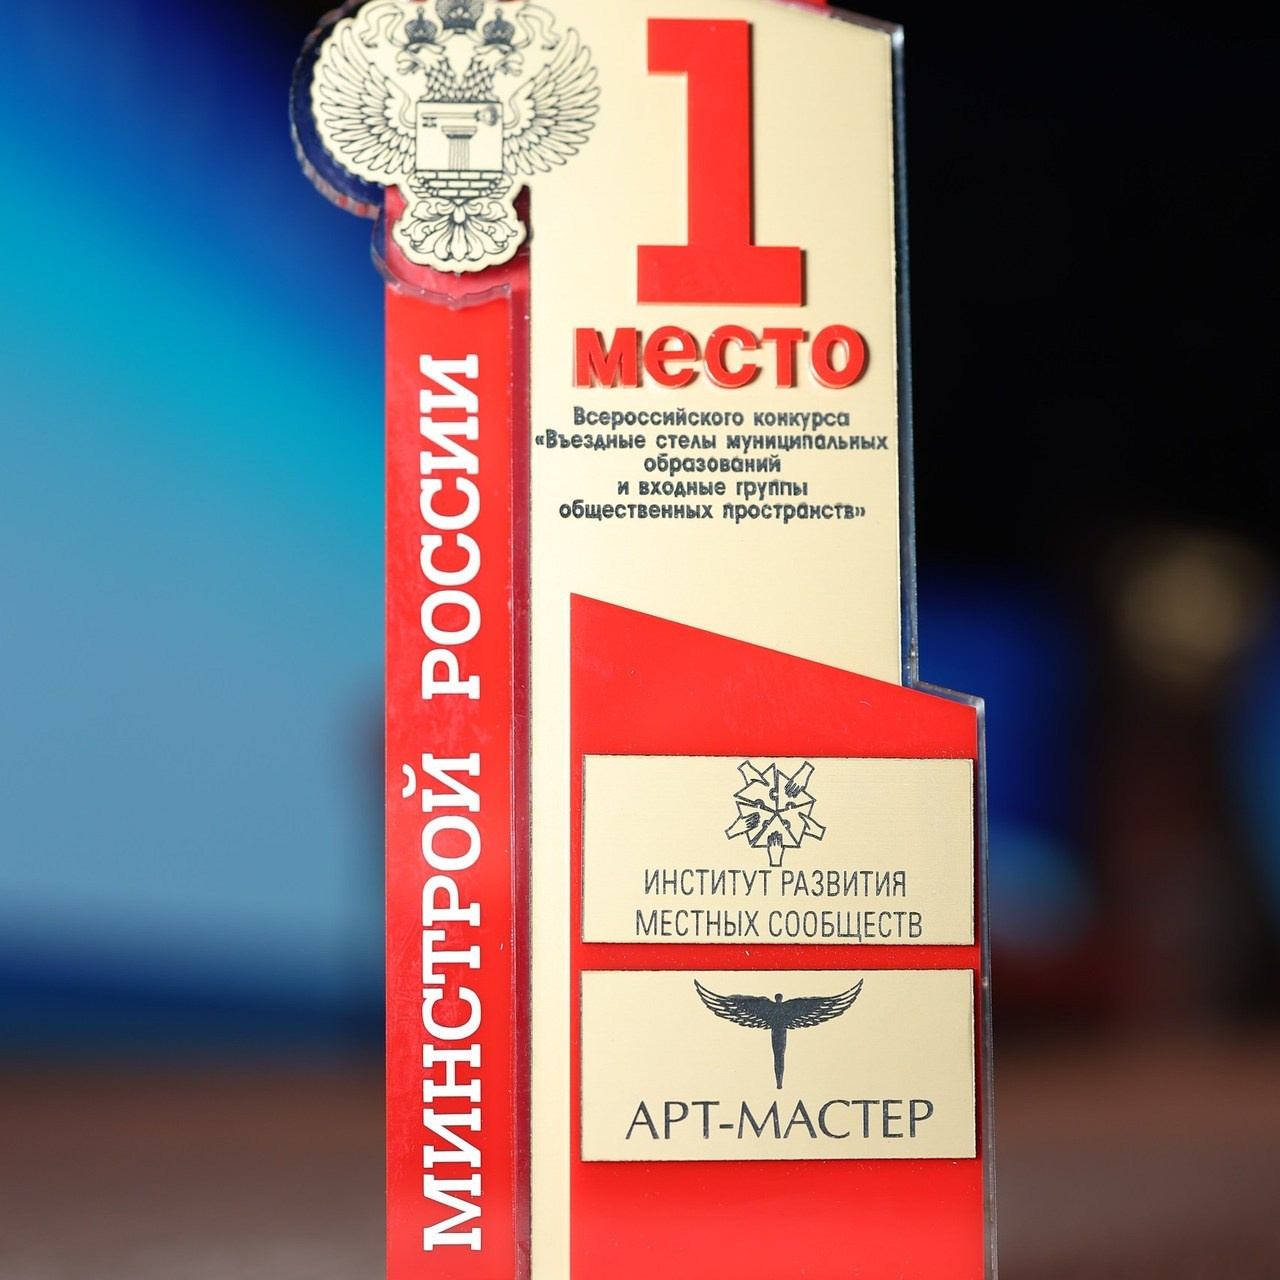 1
место
Всероссийского конкурса
«Въездные стелы муниципальных
образований
и входные группы
общественных пространств»
МИНСТРОЙ РОССИИ
ИНСТИТУТ РАЗВИТИЯ
МЕСТНЫХ СООБЩЕСТВ
АРТ-МАСТЕР